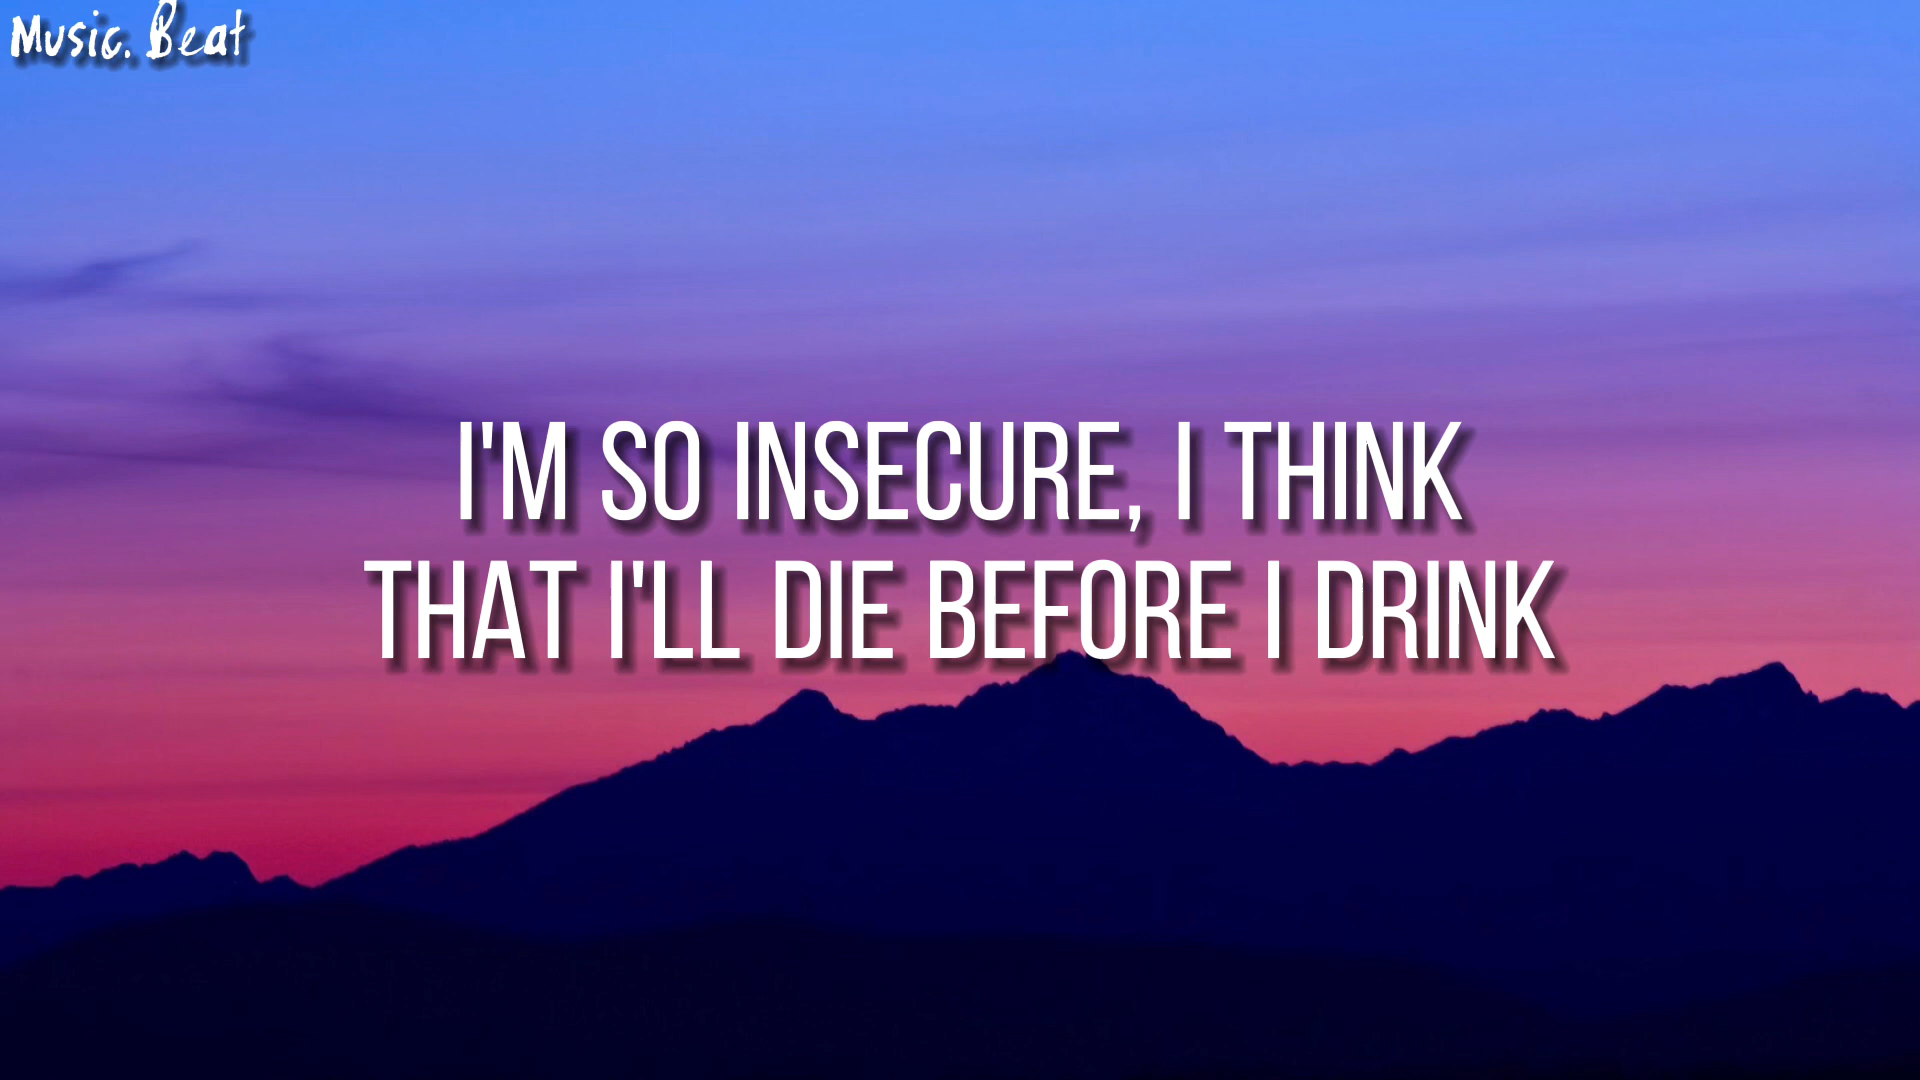 Music. Beat
I'M SO INSECURE, I THINK
THAT I'LL DIE BEFORE I DRINK